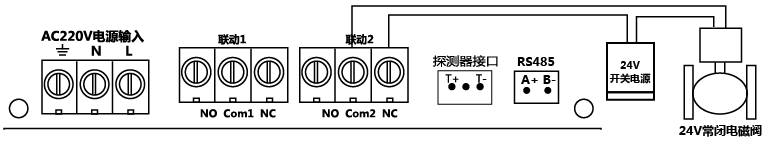 AC220V电源输入
N L
联动1
NO Com1 NC
联动2
NO Com2 NC
探测器接口
T+ T-
RS485
A+ B-
24V
开关电源
24V常闭电磁阀